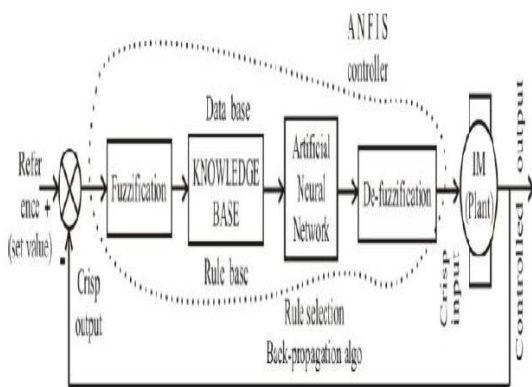 ANFIS
controller
Data base
Refer
ence +
(set value)
-
Fuzzification
KNOWLEDGE
BASE
Artificial
Neural
Network
De-fuzzification
IM
(Plant)
Controlled output
Rule base
Crisp
output
Crisp
input
Rule selection
Back-propagation algo